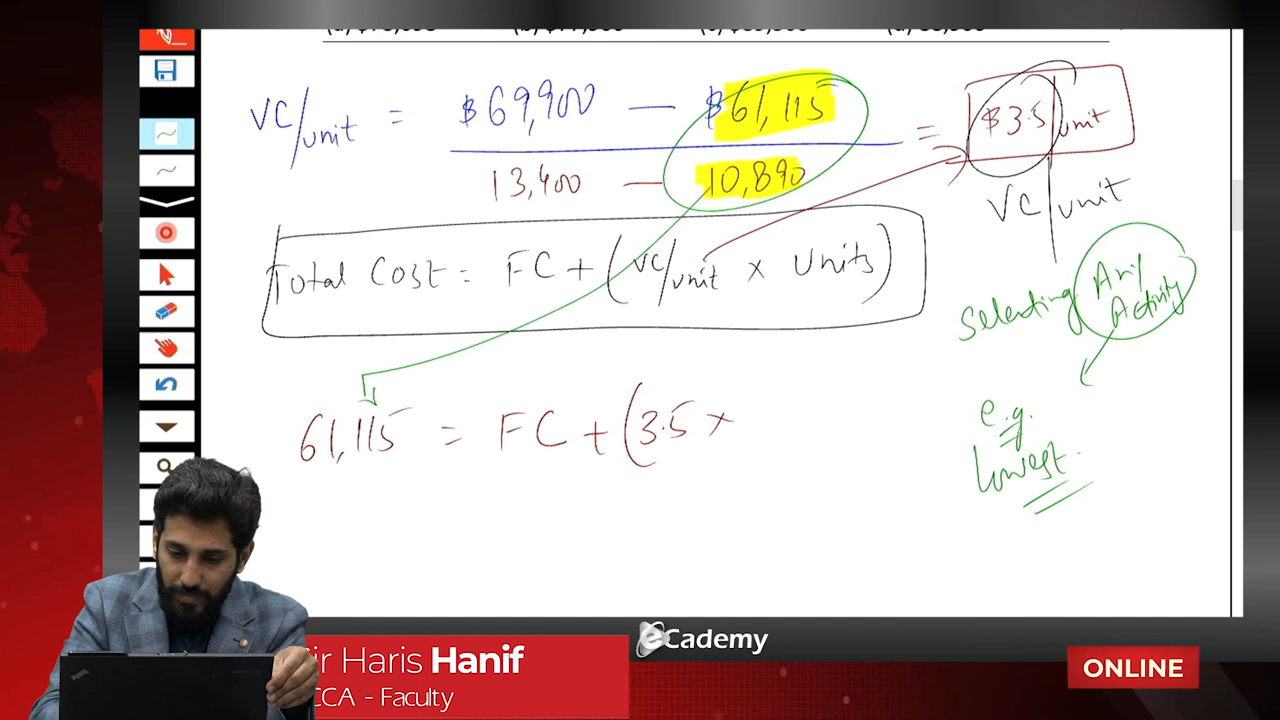 VC/unit = $69,900 — $61,115 = $3.5/unit
13,400 — 10,890
VC/unit
Total Cost = FC + (VC/unit x Units)
Selecting Any
Activity
61,115 = FC + (3.5 x
e.g.
Lowest.
eCademy
Sir Haris Hanif
CCA - Faculty
ONLINE